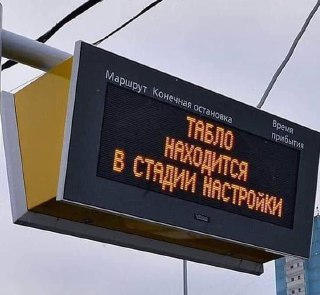 Маршрут Конечная остановка Время прибытия
ТАБЛО
НАХОДИТСЯ
В СТАДИИ НАСТРОЙКИ